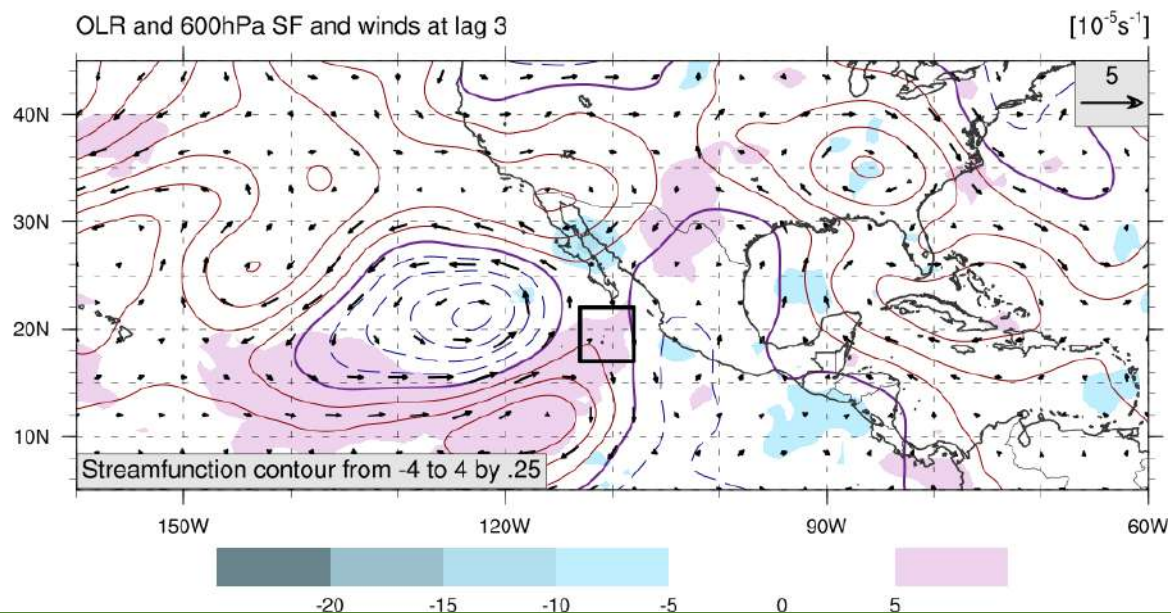 OLR and 600hPa SF and winds at lag 3
[10⁻⁵s⁻¹]
5
40N
30N
20N
10N
Streamfunction contour from -4 to 4 by .25
150W 120W 90W 60W
-20 -15 -10 -5 0 5